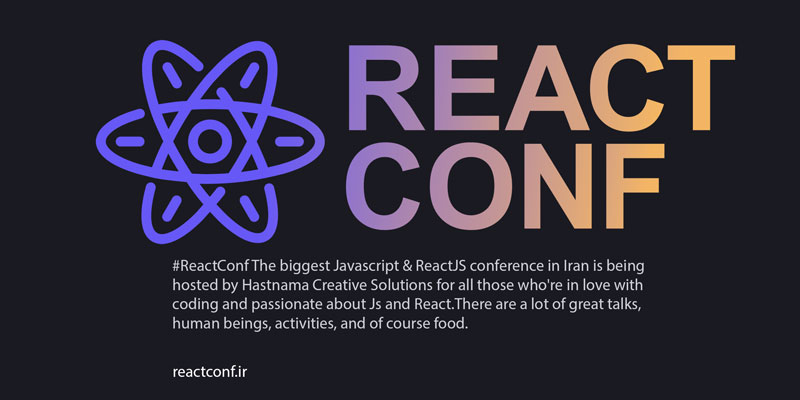 REACT
CONF
#ReactConf The biggest Javascript & ReactJS conference in Iran is being
hosted by Hastnama Creative Solutions for all those who're in love with
coding and passionate about Js and React.There are a lot of great talks,
human beings, activities, and of course food.
reactconf.ir